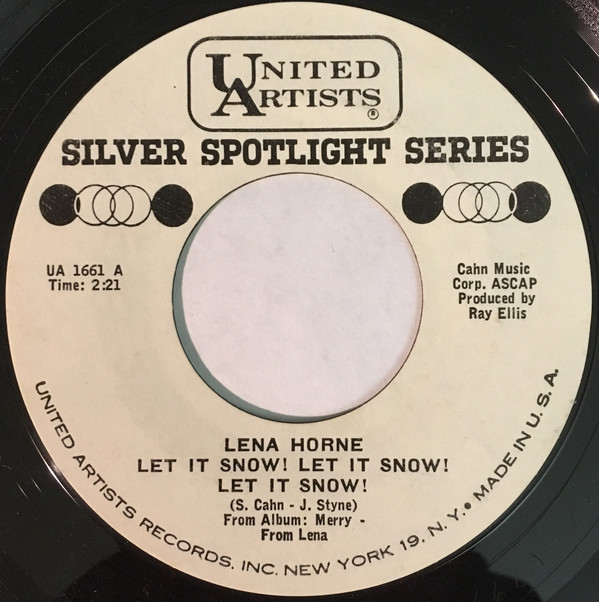 UNITED
ARTISTS®
SILVER SPOTLIGHT SERIES
UA 1661 A
Time: 2:21
Cahn Music
Corp. ASCAP
Produced by
Ray Ellis
LENA HORNE
LET IT SNOW! LET IT SNOW!
LET IT SNOW!
(S. Cahn - J. Styne)
From Album: Merry -
From Lena
UNITED ARTISTS RECORDS, INC. NEW YORK 19, N. Y. • MADE IN U. S. A.